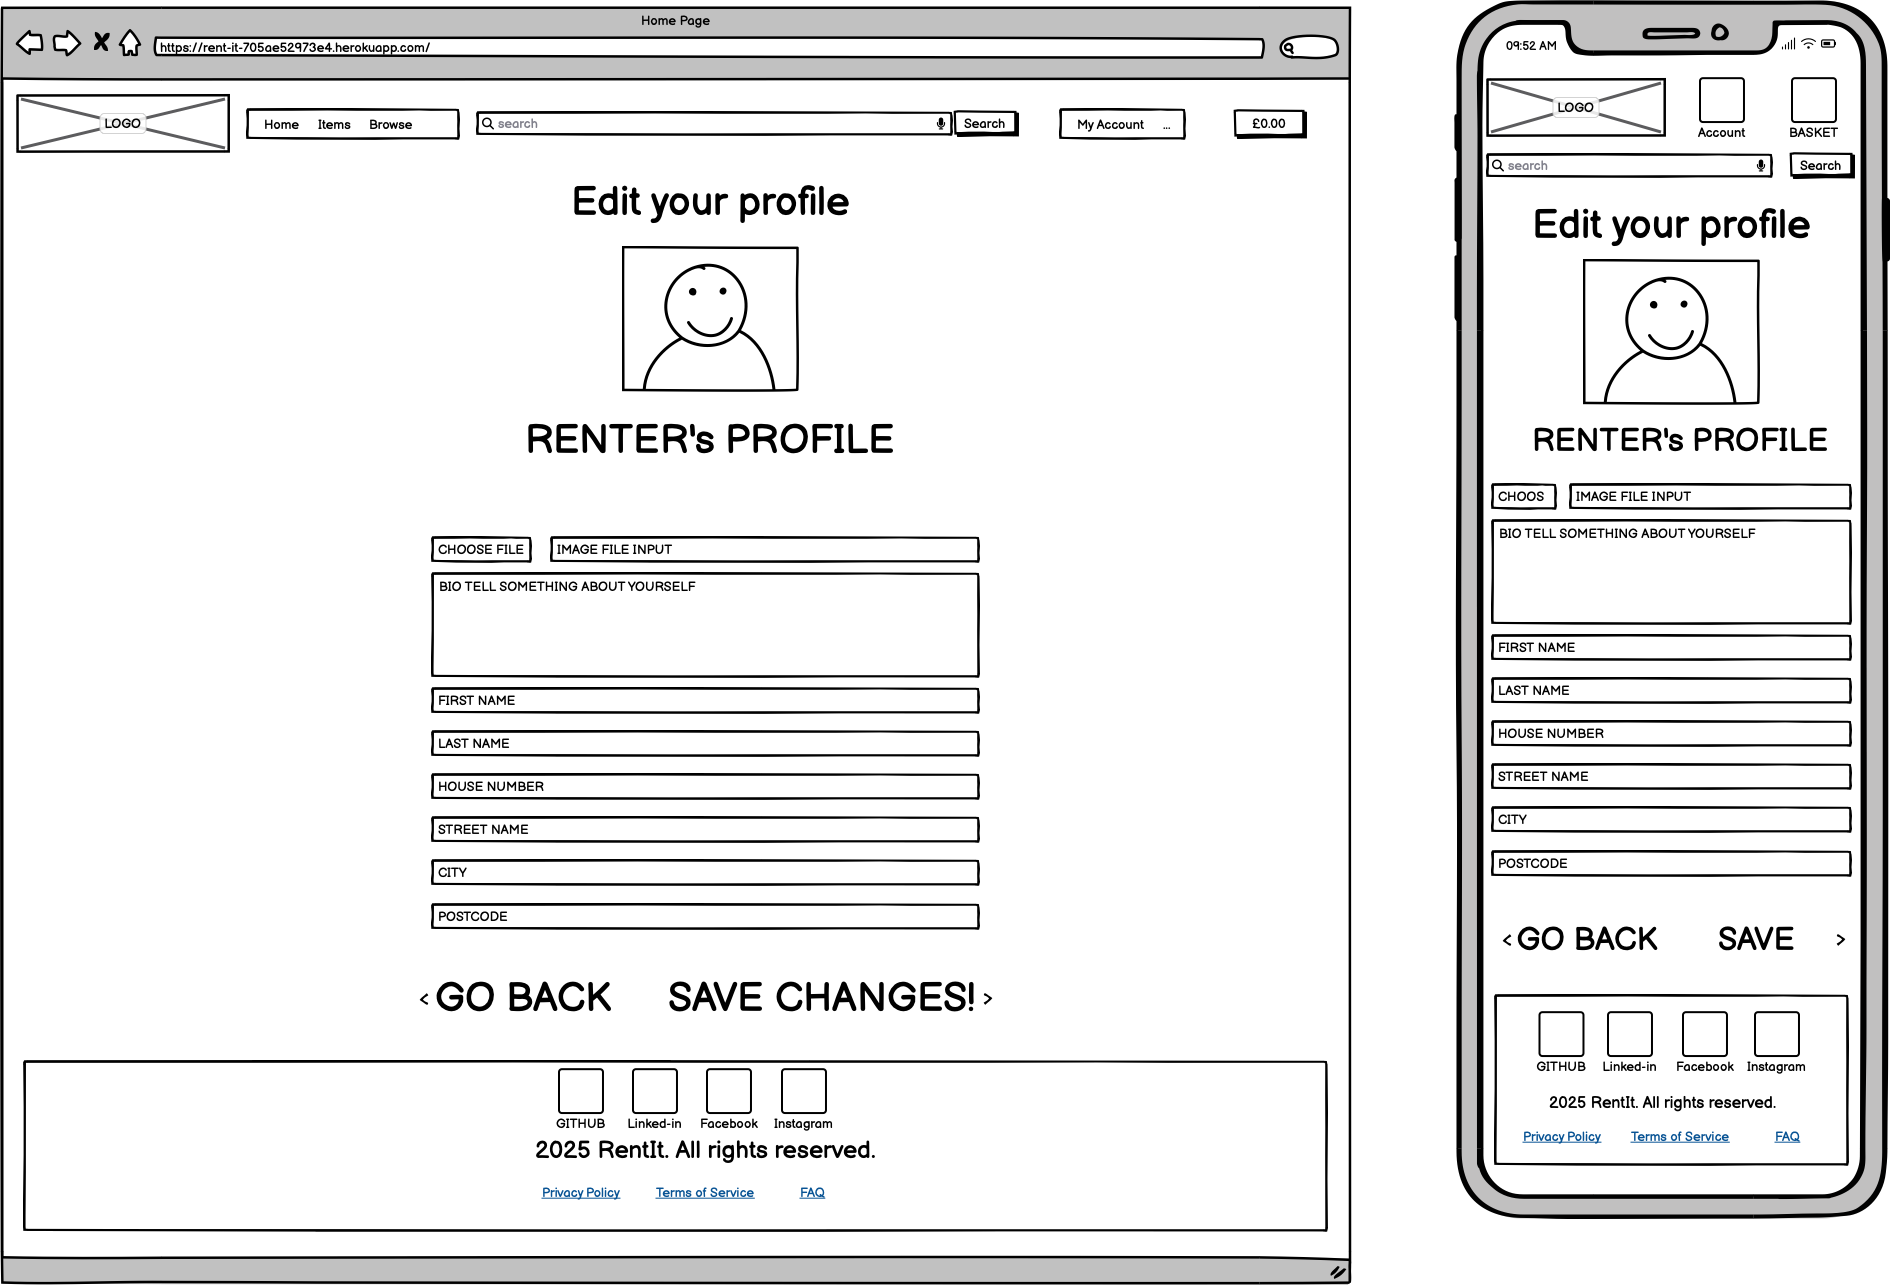 Home Page
https://rent-it-705ae52973e4.herokuapp.com/
LOGO
Home Items Browse
search
Search
My Account ...
£0.00
Edit your profile
RENTER's PROFILE
CHOOSE FILE
IMAGE FILE INPUT
BIO TELL SOMETHING ABOUT YOURSELF
FIRST NAME
LAST NAME
HOUSE NUMBER
STREET NAME
CITY
POSTCODE
< GO BACK
SAVE CHANGES! >
GITHUB Linked-in Facebook Instagram
2025 RentIt. All rights reserved.
Privacy Policy Terms of Service FAQ
09:52 AM
LOGO
Account
BASKET
search
Search
Edit your profile
RENTER's PROFILE
CHOOS
IMAGE FILE INPUT
BIO TELL SOMETHING ABOUT YOURSELF
FIRST NAME
LAST NAME
HOUSE NUMBER
STREET NAME
CITY
POSTCODE
< GO BACK
SAVE >
GITHUB Linked-in Facebook Instagram
2025 RentIt. All rights reserved.
Privacy Policy Terms of Service FAQ